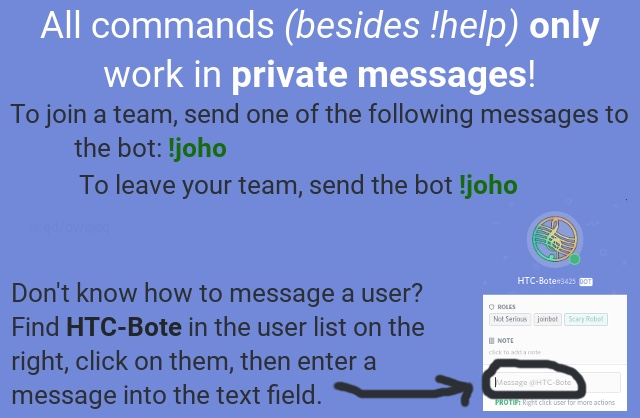 All commands (besides !help) only
work in private messages!
To join a team, send one of the following messages to
the bot: !joho
To leave your team, send the bot !joho
HTC-Bote#3425 BOT
ROLES
Not Serious joinbot Scary Robot
NOTE
click to add a note
Don't know how to message a user?
Find HTC-Bote in the user list on the
right, click on them, then enter a
message into the text field.
Message @HTC-Bote
PROTIP: Right click user for more actions